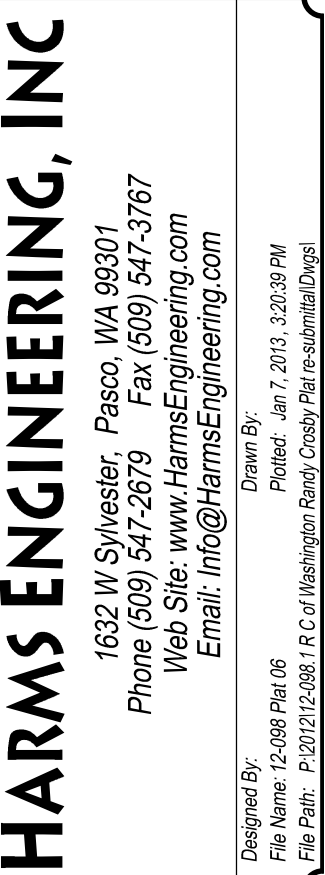 HARMS ENGINEERING, INC
1632 W Sylvester, Pasco, WA 99301
Phone (509) 547-2679 Fax (509) 547-3767
Web Site: www.HarmsEngineering.com
Email: Info@HarmsEngineering.com
Designed By: Drawn By:
File Name: 12-098 Plat 06 Plotted: Jan 7, 2013, 3:20:39 PM
File Path: P:\2012\12-098.1 R C of Washington Randy Crosby Plat re-submittal\Dwgs\